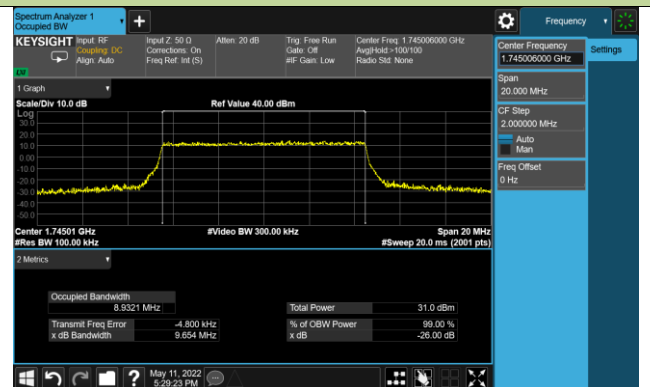 Spectrum Analyzer 1
Occupied BW
Frequency
KEYSIGHT
Input: RF
Coupling: DC
Align: Auto
Input Z: 50 Ω
Corrections: On
Freq Ref: Int (S)
Atten: 20 dB
Trig: Free Run
Gate: Off
#IF Gain: Low
Center Freq: 1.745006000 GHz
Avg|Hold:>100/100
Radio Std: None
Center Frequency
1.745006000 GHz
Settings
Span
20.000 MHz
CF Step
2.000000 MHz
Auto
Man
Freq Offset
0 Hz
1 Graph
Scale/Div 10.0 dB
Ref Value 40.00 dBm
Log
30.0
20.0
10.0
0.00
-10.0
-20.0
-30.0
-40.0
-50.0
Center 1.74501 GHz
#Video BW 300.00 kHz
Span 20 MHz
#Res BW 100.00 kHz
#Sweep 20.0 ms (2001 pts)
2 Metrics
Occupied Bandwidth
8.9321 MHz
Total Power 31.0 dBm
Transmit Freq Error -4.800 kHz
% of OBW Power 99.00 %
x dB Bandwidth 9.654 MHz
x dB -26.00 dB
May 11, 2022
5:29:23 PM